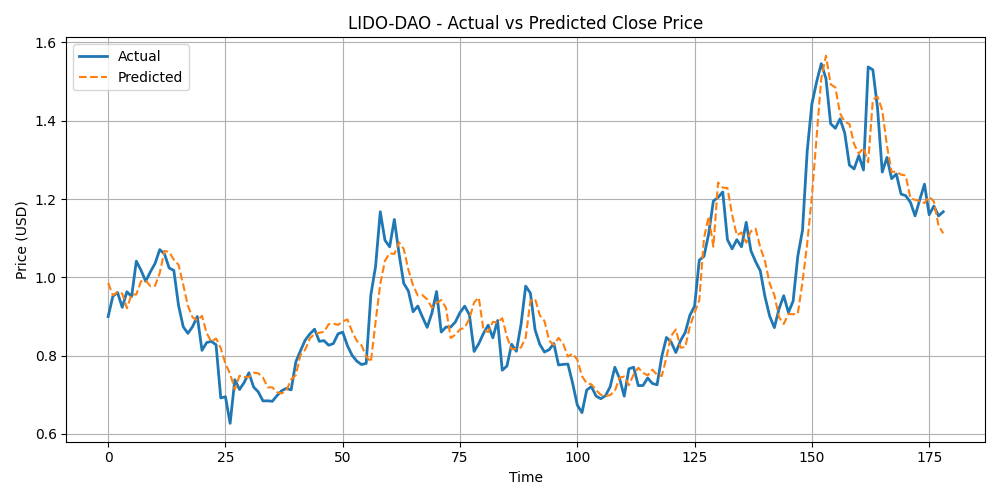 LIDO-DAO - Actual vs Predicted Close Price
Actual
Predicted
Price (USD)
1.6
1.4
1.2
1.0
0.8
0.6
0 25 50 75 100 125 150 175
Time